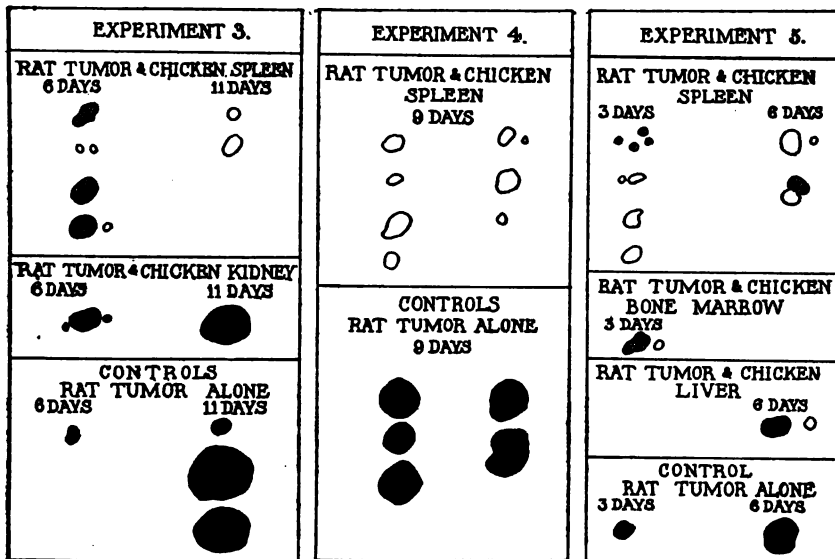 EXPERIMENT 3.
RAT TUMOR & CHICKEN SPLEEN
6 DAYS 11 DAYS
RAT TUMOR & CHICKEN KIDNEY
6 DAYS 11 DAYS
CONTROLS
RAT TUMOR ALONE
6 DAYS 11 DAYS
EXPERIMENT 4.
RAT TUMOR & CHICKEN
SPLEEN
9 DAYS
CONTROLS
RAT TUMOR ALONE
9 DAYS
EXPERIMENT 5.
RAT TUMOR & CHICKEN
SPLEEN
3 DAYS 6 DAYS
RAT TUMOR & CHICKEN
BONE MARROW
3 DAYS
RAT TUMOR & CHICKEN
LIVER
6 DAYS
CONTROL
RAT TUMOR ALONE
3 DAYS 6 DAYS